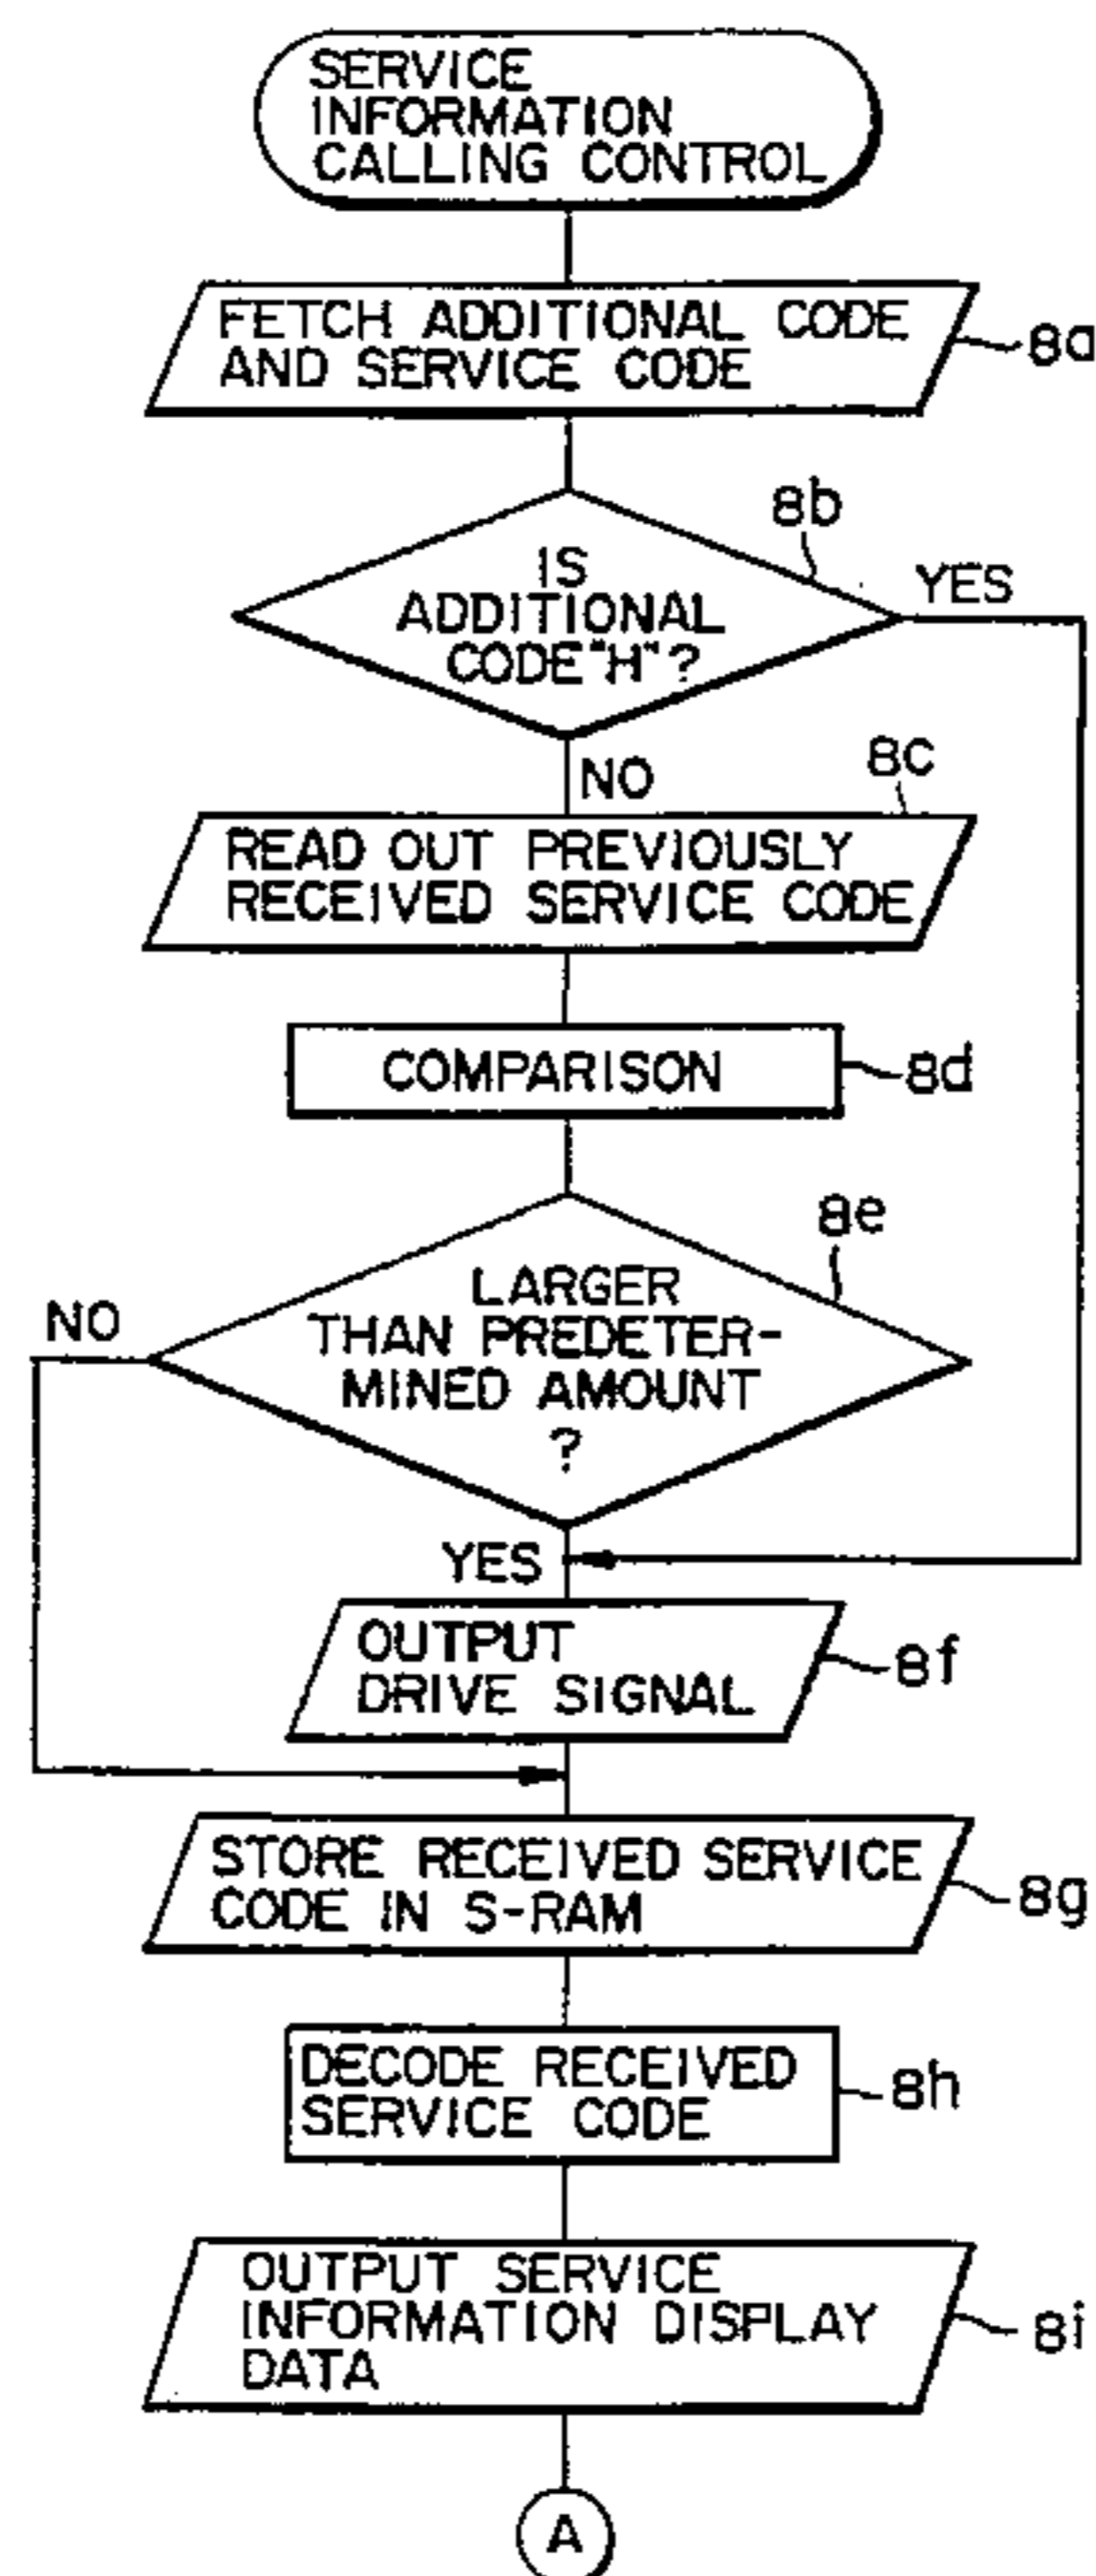 SERVICE
INFORMATION
CALLING CONTROL
FETCH ADDITIONAL CODE
AND SERVICE CODE
8a
8b
IS
ADDITIONAL
CODE "H" ?
YES
NO
8c
READ OUT PREVIOUSLY
RECEIVED SERVICE CODE
COMPARISON
8d
8e
LARGER
THAN PREDETER-
MINED AMOUNT
?
NO
YES
OUTPUT
DRIVE SIGNAL
8f
STORE RECEIVED SERVICE
CODE IN S-RAM
8g
DECODE RECEIVED
SERVICE CODE
8h
OUTPUT SERVICE
INFORMATION DISPLAY
DATA
8i
A